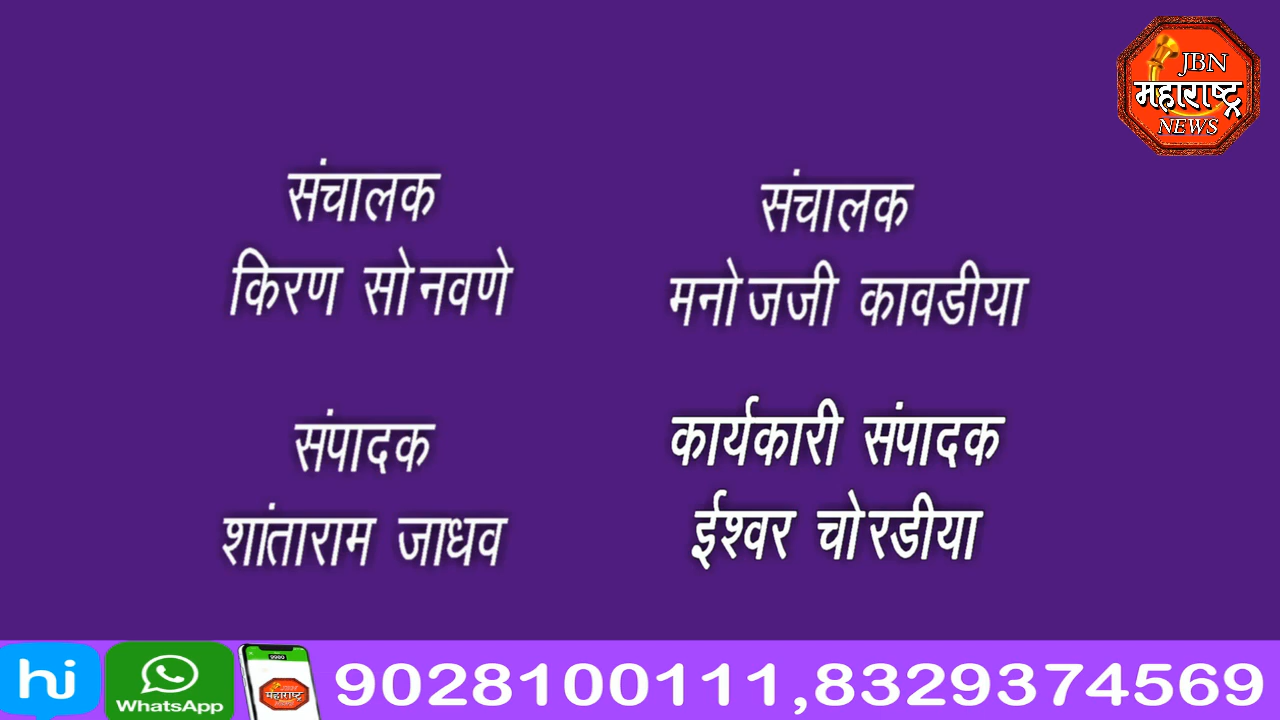 JBN
महाराष्ट्र
NEWS
संचालक
किरण सोनवणे
संचालक
मनोजजी कावडीया
संपादक
शांताराम जाधव
कार्यकारी संपादक
ईश्वर चोरडीया
hi
WhatsApp
महाराष्ट्र
9028100111,8329374569